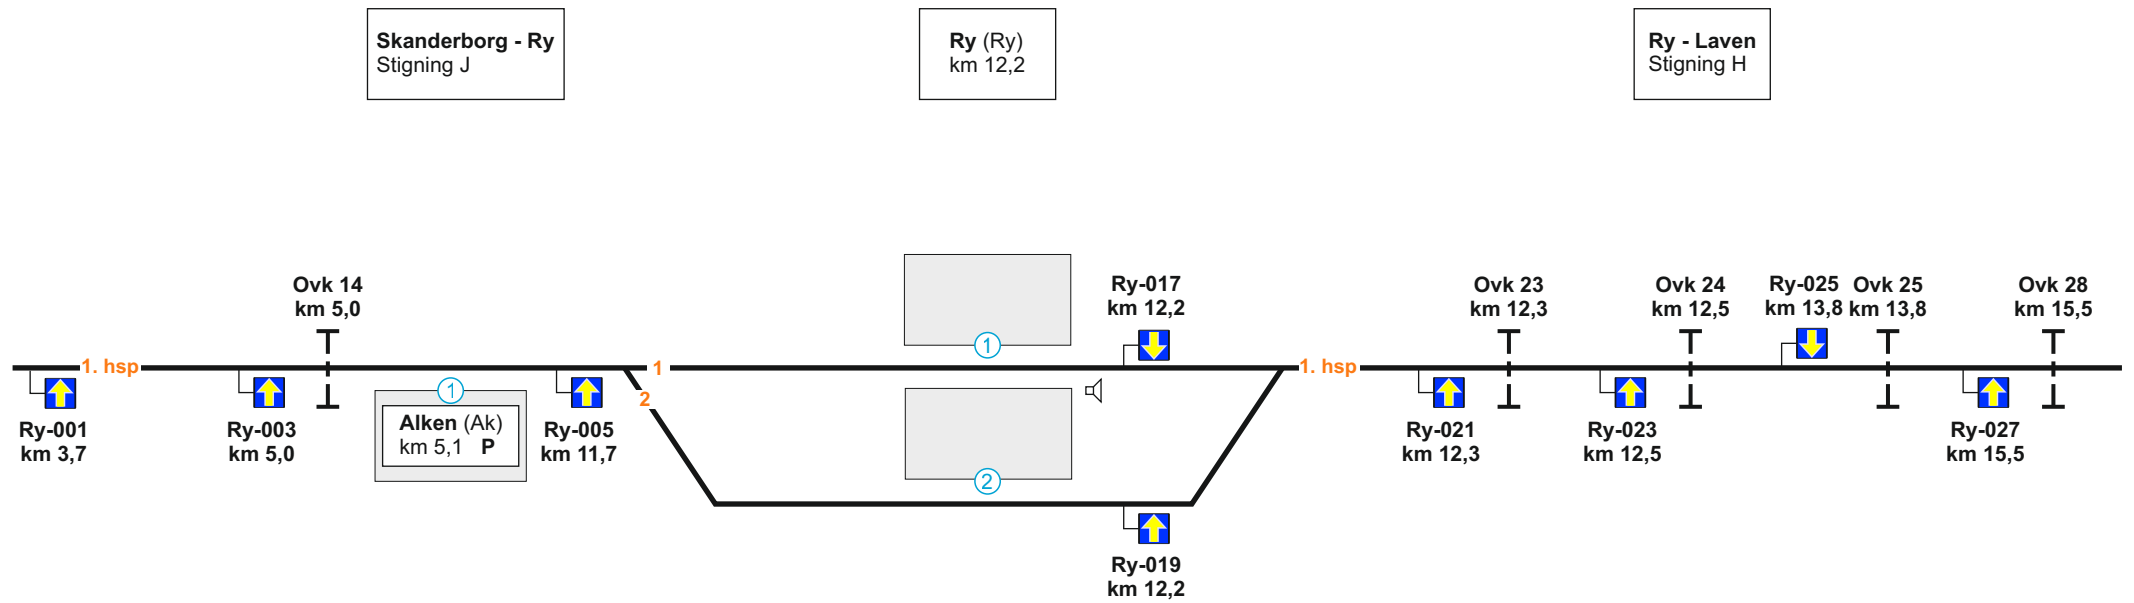 Skanderborg - Ry
Stigning J
Ry (Ry)
km 12,2
Ry - Laven
Stigning H
Ovk 14
km 5,0
Ry-017
km 12,2
Ovk 23
km 12,3
Ovk 24
km 12,5
Ry-025
km 13,8
Ovk 25
km 13,8
Ovk 28
km 15,5
1. hsp
1
1
1. hsp
2
1
Alken (Ak)
km 5,1 P
Ry-001
km 3,7
Ry-003
km 5,0
Ry-005
km 11,7
2
Ry-021
km 12,3
Ry-023
km 12,5
Ry-027
km 15,5
Ry-019
km 12,2